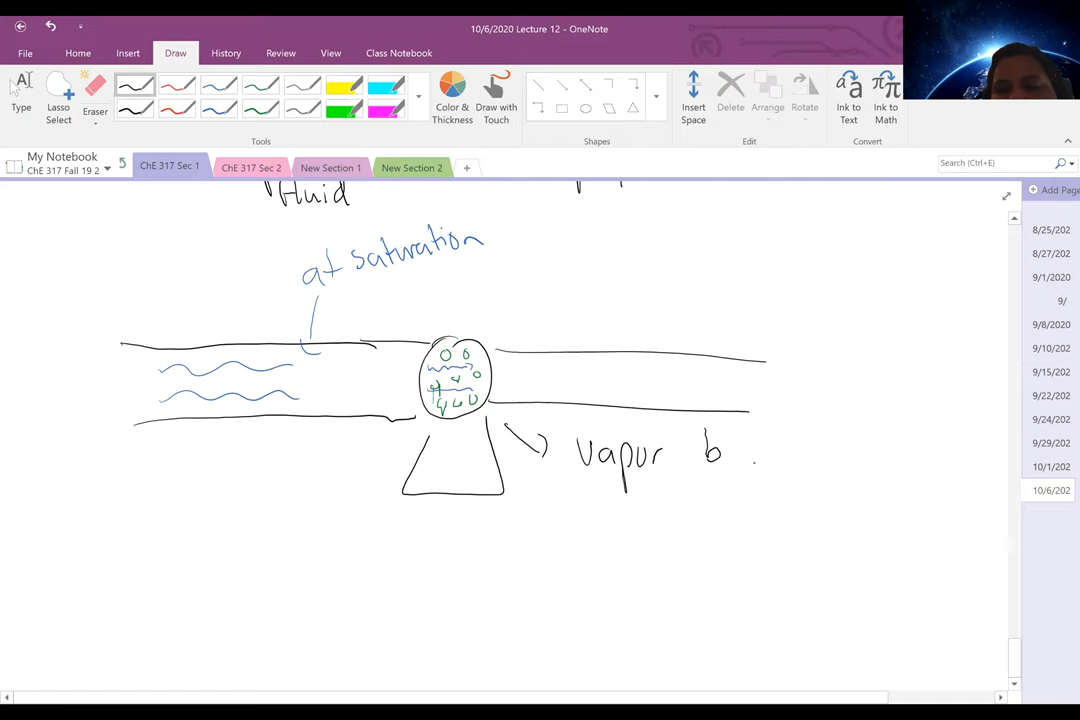 10/6/2020 Lecture 12 - OneNote
File Home Insert Draw History Review View Class Notebook
Type
Lasso Select
Eraser
Color & Thickness
Draw with Touch
Insert Space
Delete
Arrange
Rotate
Ink to Text
Ink to Math
Tools
Shapes
Edit
Convert
My Notebook
ChE 317 Fall 19 2
ChE 317 Sec 1
ChE 317 Sec 2
New Section 1
New Section 2
+
Search (Ctrl+E)
Add Page
8/25/202
8/27/202
9/1/2020
9/
9/8/2020
9/10/202
9/15/202
9/22/202
9/24/202
9/29/202
10/1/202
10/6/202
Fluid
at saturation
vapur b